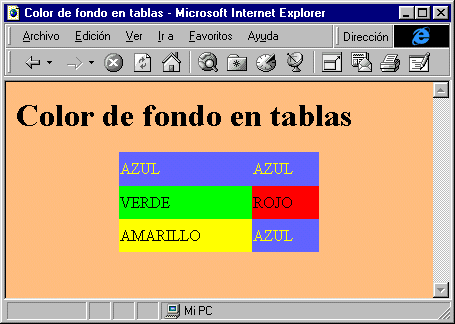 Color de fondo en tablas - Microsoft Internet Explorer
Archivo Edición Ver Ir a Favoritos Ayuda Dirección
Color de fondo en tablas
AZUL AZUL
VERDE ROJO
AMARILLO AZUL
Mi PC